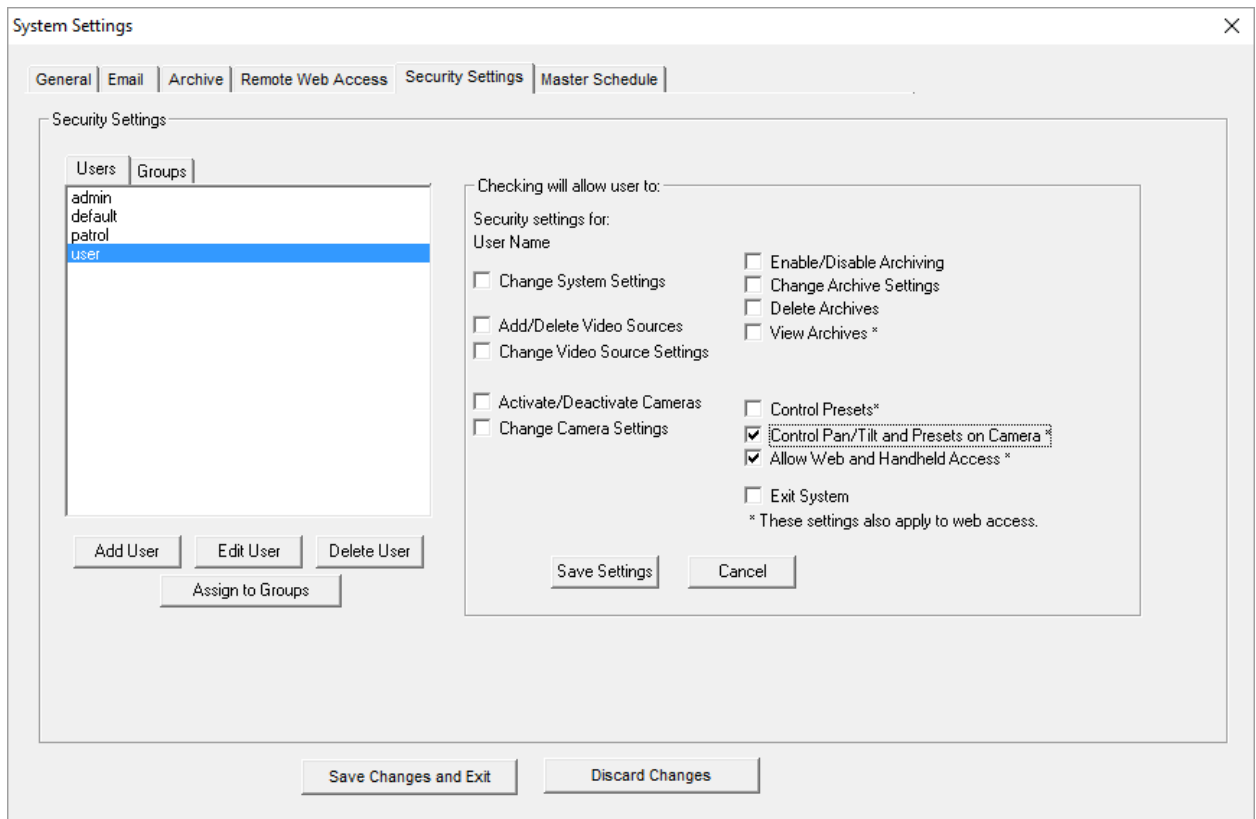 System Settings
General Email Archive Remote Web Access Security Settings Master Schedule
Security Settings
Users Groups
admin
default
patrol
user
Add User Edit User Delete User
Assign to Groups
Checking will allow user to:
Security settings for:
User Name
Change System Settings
Add/Delete Video Sources
Change Video Source Settings
Activate/Deactivate Cameras
Change Camera Settings
Enable/Disable Archiving
Change Archive Settings
Delete Archives
View Archives *
Control Presets*
Control Pan/Tilt and Presets on Camera *
Allow Web and Handheld Access *
Exit System
* These settings also apply to web access.
Save Settings Cancel
Save Changes and Exit Discard Changes